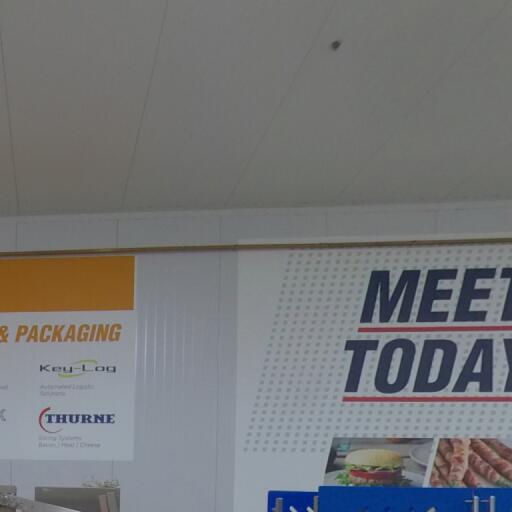 & PACKAGING
Key-Log
Automated Logistic
Solutions
THURNE
Slicing Systems
Bacon / Meat / Cheese
MEET
TODAY